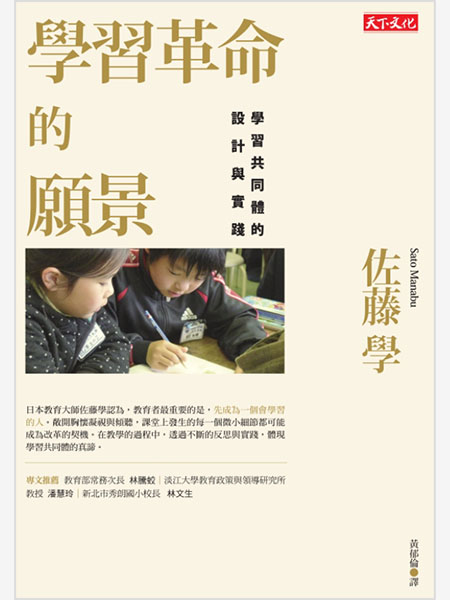 天下文化
學習革命
的
願景
學習共同體的
設計與實踐
Sato Manabu
佐藤 學
日本教育大師佐藤學認為，教育者最重要的是，先成為一個會學習
的人，敞開胸懷凝視與傾聽，課堂上發生的每一個微小細節都可能
成為改革的契機。在教學的過程中，透過不斷的反思與實踐，體現
學習共同體的真諦。
專文推薦 教育部常務次長 林騰蛟｜淡江大學教育政策與領導研究所
教授 潘慧玲｜新北市秀朗國小校長 林文生
黃郁倫●譯